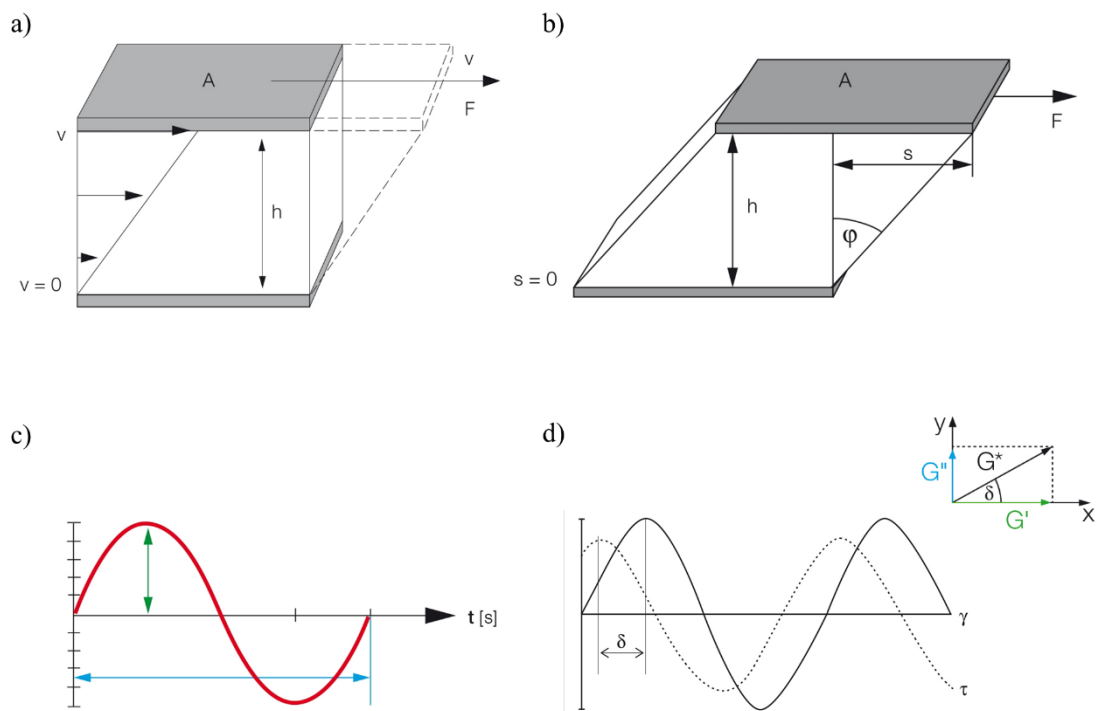 a)
A
v
F
v
h
v = 0
b)
A
F
s
h
φ
s = 0
c)
t [s]
d)
y
G"
G*
δ
G'
x
γ
δ
τ